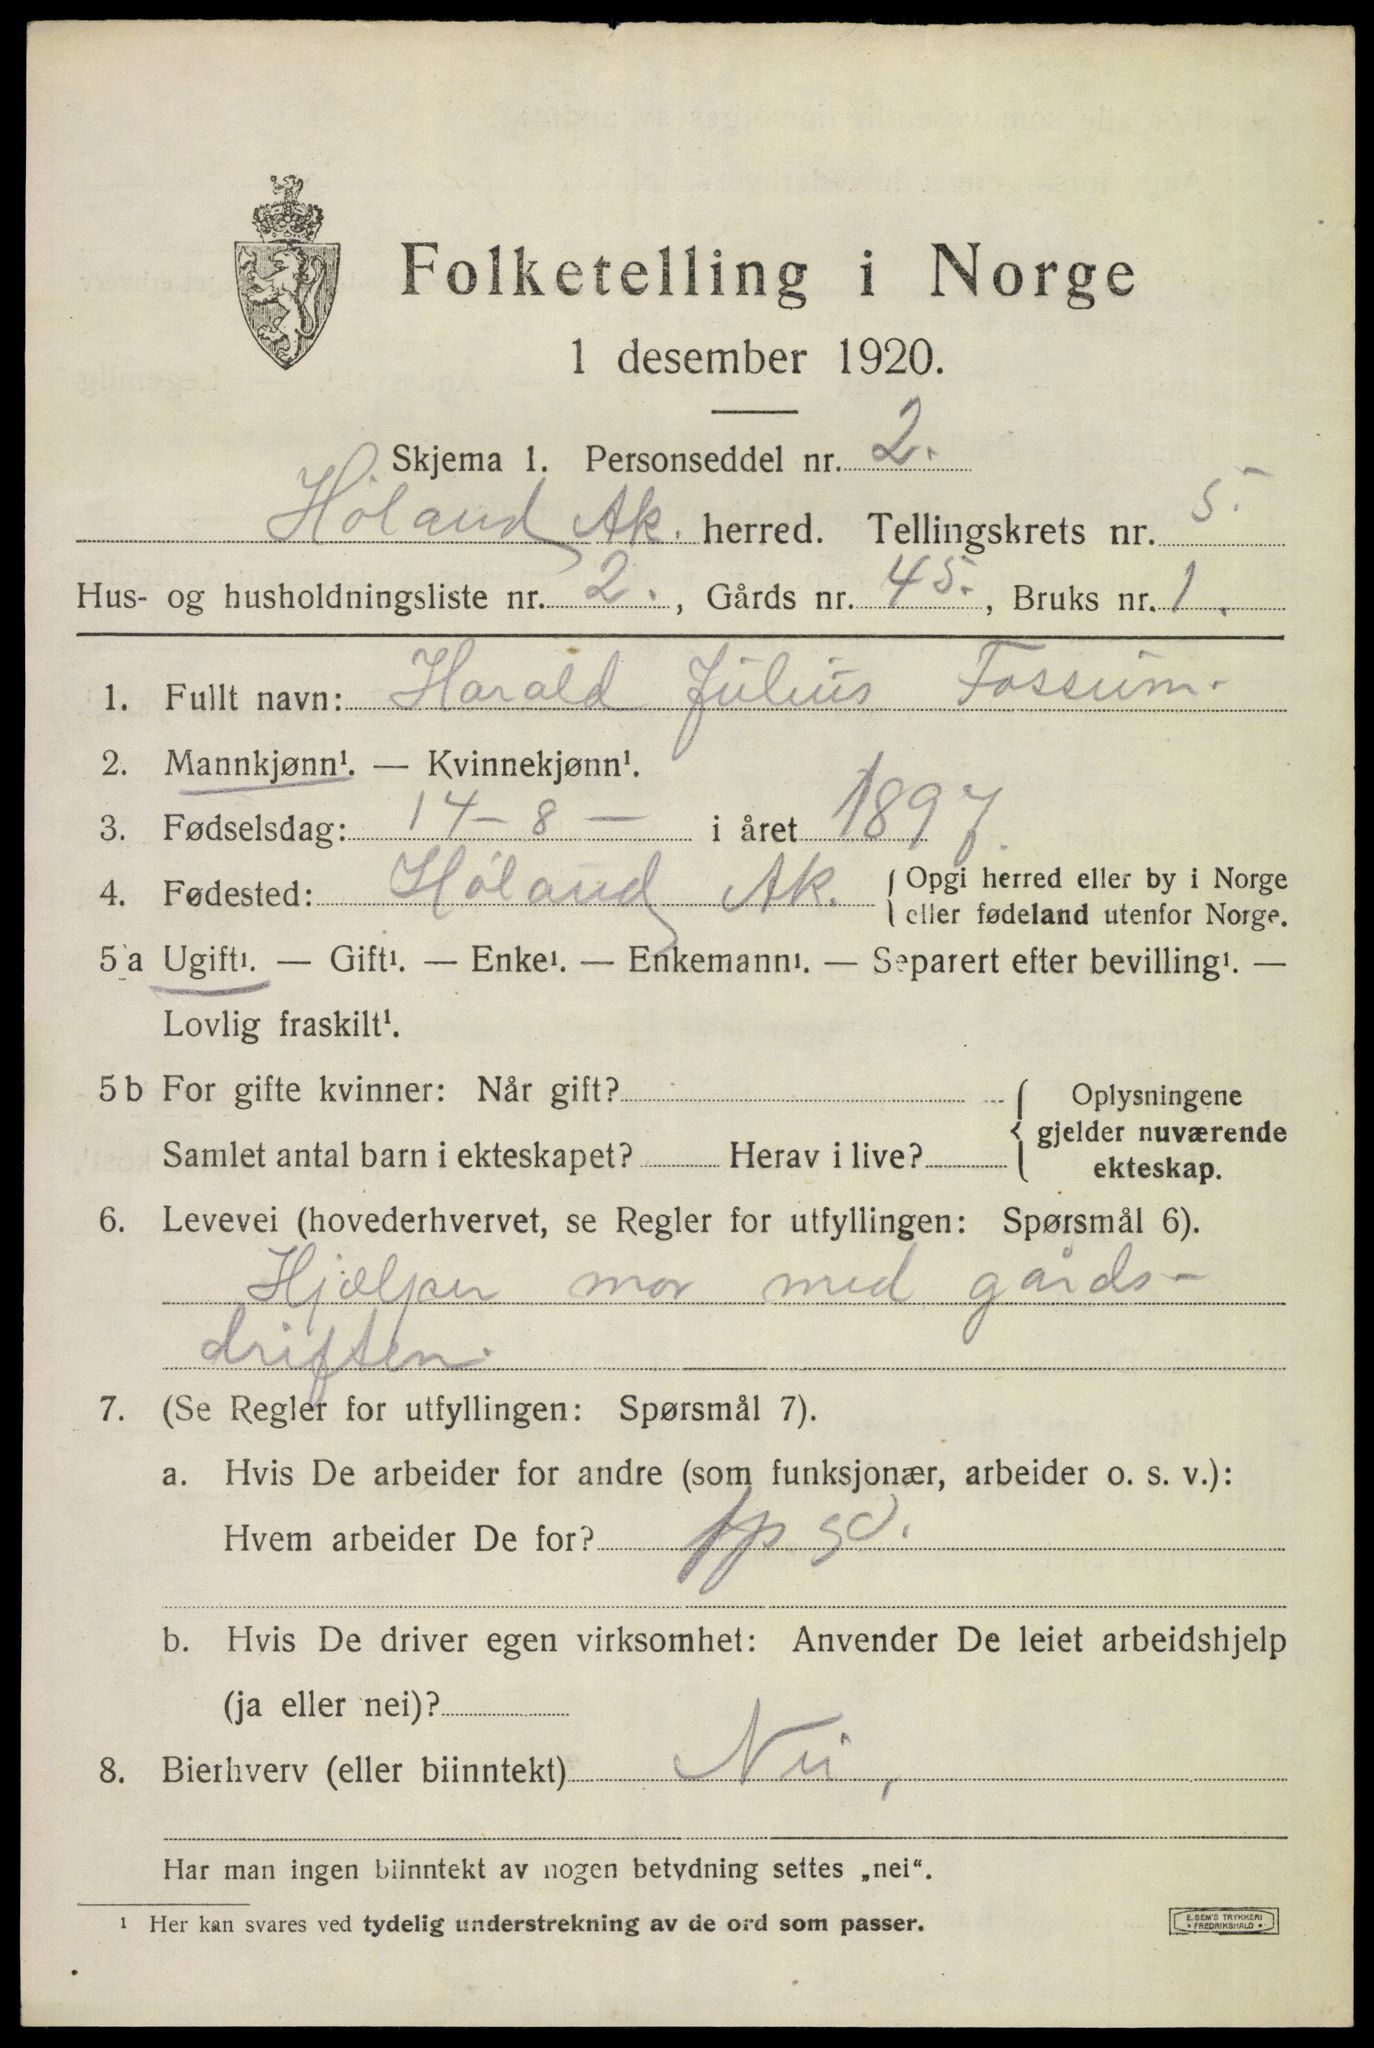 Folketelling i Norge
1 desember 1920.
Skjema 1. Personseddel nr. 2.
Høland Ak. herred. Tellingskrets nr. 5.
Hus- og husholdningsliste nr. 2., Gårds nr. 45., Bruks nr. 1.
1. Fullt navn: Harald Julius Fossum.
2. Mannkjønn¹. — Kvinnekjønn¹.
3. Fødselsdag: 14 – 8 – i året 1897
4. Fødested: Høland Ak. { Opgi herred eller by i Norge
eller fødeland utenfor Norge.
5 a Ugift¹. — Gift¹. — Enke¹. — Enkemann¹. — Separert efter bevilling¹. —
Lovlig fraskilt¹.
5 b For gifte kvinner: Når gift?
Samlet antal barn i ekteskapet? Herav i live?
Oplysningene
gjelder nuværende
ekteskap.
6. Levevei (hovederhvervet, se Regler for utfyllingen: Spørsmål 6).
Hjælper mor med gårds-
driften.
7. (Se Regler for utfyllingen: Spørsmål 7).
a. Hvis De arbeider for andre (som funksjonær, arbeider o. s. v.):
Hvem arbeider De for?
b. Hvis De driver egen virksomhet: Anvender De leiet arbeidshjelp
(ja eller nei)?
8. Bierhverv (eller biinntekt) Nei,
Har man ingen biinntekt av nogen betydning settes „nei“.
¹ Her kan svares ved tydelig understrekning av de ord som passer.
E. SEM'S TRYKKERI
FREDRIKSHALD